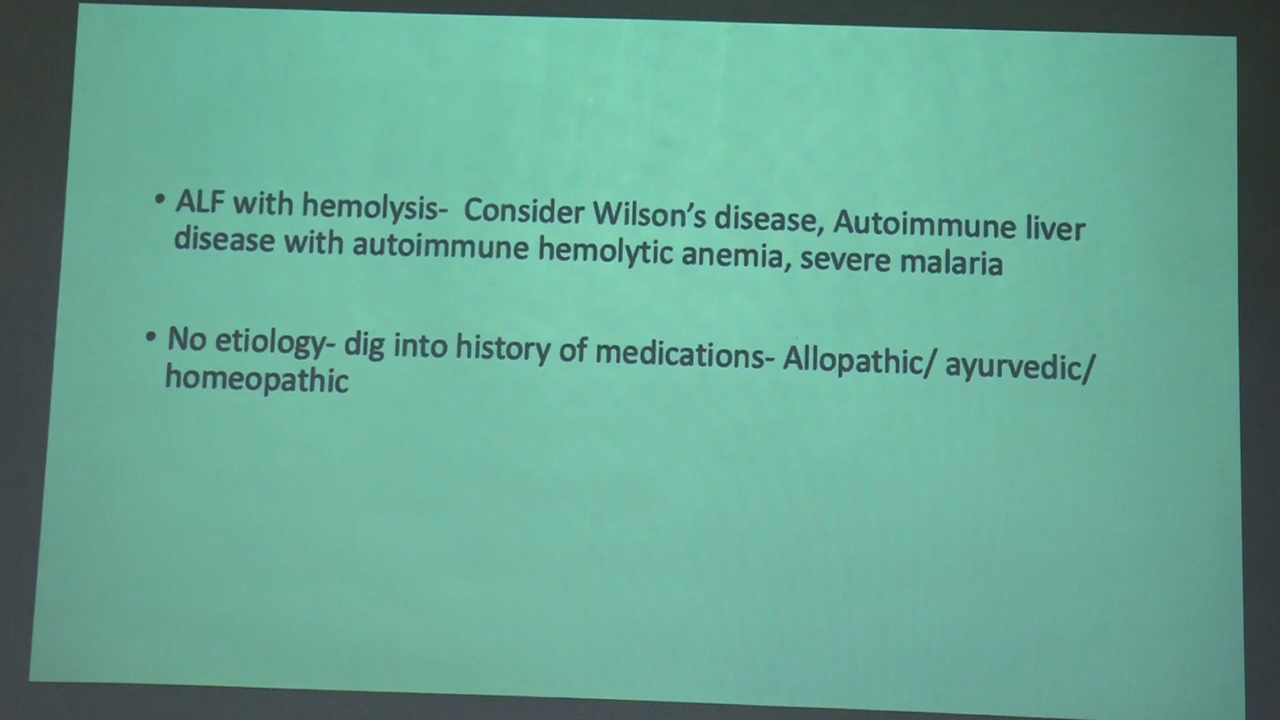 • ALF with hemolysis- Consider Wilson's disease, Autoimmune liver
disease with autoimmune hemolytic anemia, severe malaria
• No etiology- dig into history of medications- Allopathic/ ayurvedic/
homeopathic